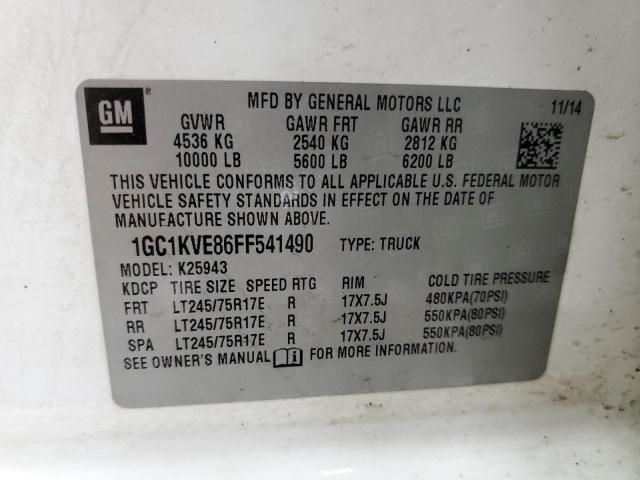 GM®
MFD BY GENERAL MOTORS LLC 11/14
GVWR GAWR FRT GAWR RR
4536 KG 2540 KG 2812 KG
10000 LB 5600 LB 6200 LB
THIS VEHICLE CONFORMS TO ALL APPLICABLE U.S. FEDERAL MOTOR
VEHICLE SAFETY STANDARDS IN EFFECT ON THE DATE OF
MANUFACTURE SHOWN ABOVE.
1GC1KVE86FF541490 TYPE: TRUCK
MODEL: K25943
KDCP TIRE SIZE SPEED RTG RIM COLD TIRE PRESSURE
FRT LT245/75R17E R 17X7.5J 480KPA(70PSI)
RR LT245/75R17E R 17X7.5J 550KPA(80PSI)
SPA LT245/75R17E R 17X7.5J 550KPA(80PSI)
SEE OWNER'S MANUAL FOR MORE INFORMATION.